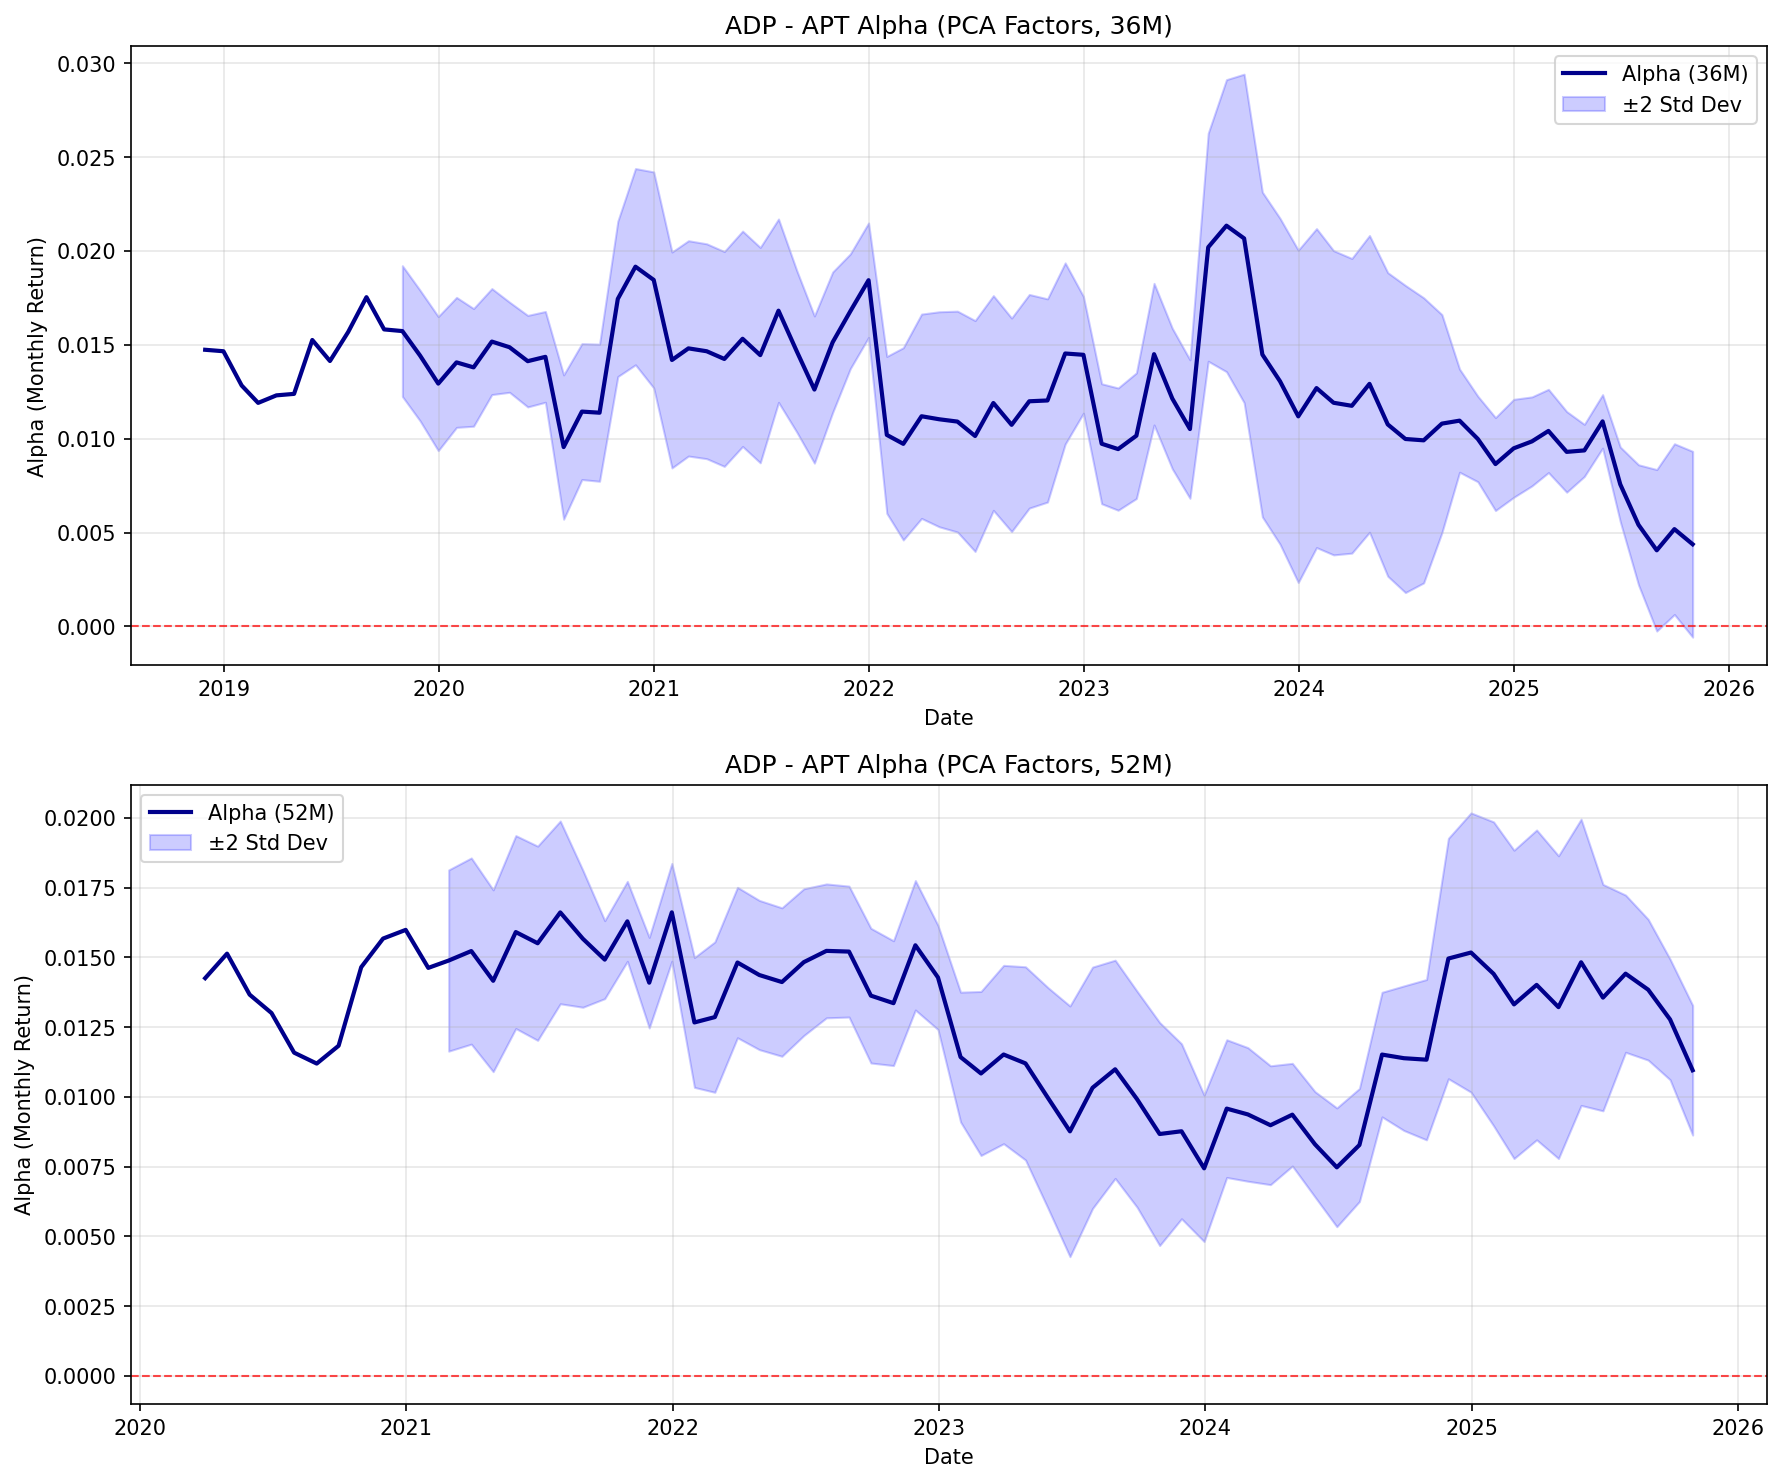 ADP - APT Alpha (PCA Factors, 36M)
Alpha (Monthly Return)
0.030
0.025
0.020
0.015
0.010
0.005
0.000
Alpha (36M)
±2 Std Dev
2019 2020 2021 2022 2023 2024 2025 2026
Date
ADP - APT Alpha (PCA Factors, 52M)
Alpha (Monthly Return)
0.0200
0.0175
0.0150
0.0125
0.0100
0.0075
0.0050
0.0025
0.0000
Alpha (52M)
±2 Std Dev
2020 2021 2022 2023 2024 2025 2026
Date